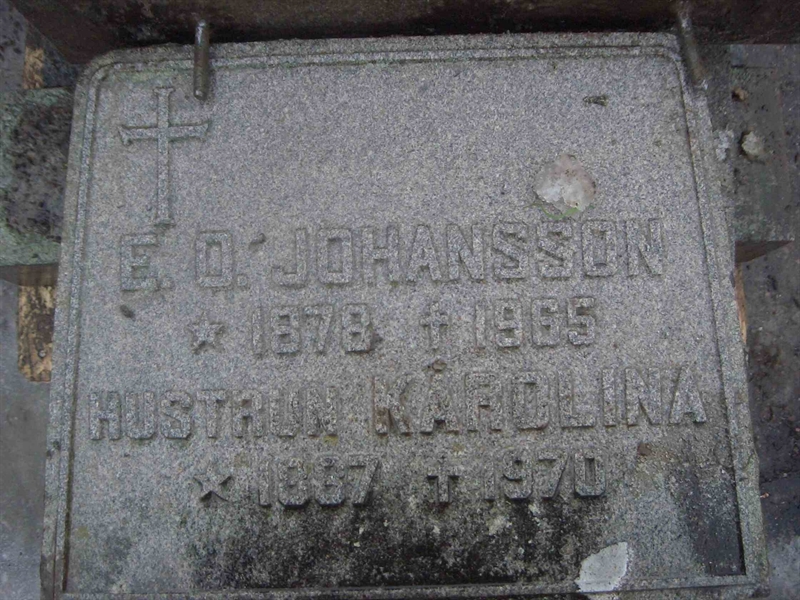 E. O. JOHANSSON
★ 1878 ✝ 1965
HUSTRUN KAROLINA
★ 1887 ✝ 1970